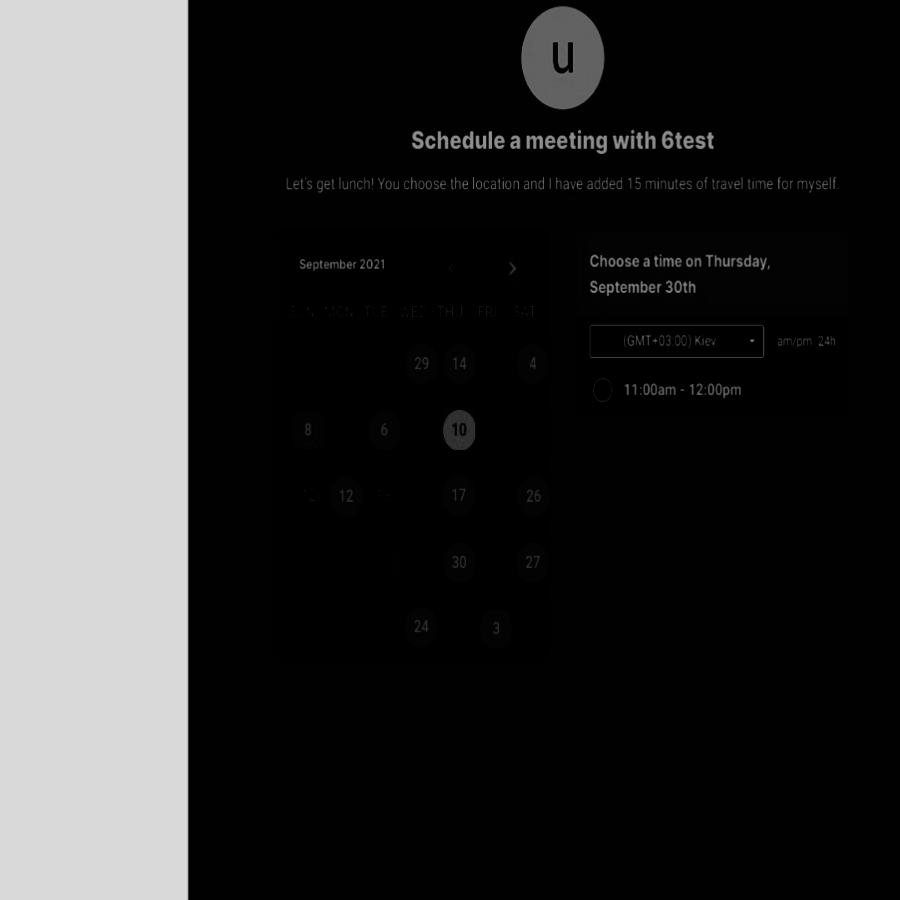 u
Schedule a meeting with 6test
Let's get lunch! You choose the location and I have added 15 minutes of travel time for myself.
September 2021
SUN MON TUE WED THU FRI SAT
29 14 4
8 6 10
12 17 26
30 27
24 3
Choose a time on Thursday,
September 30th
(GMT+03:00) Kiev am/pm 24h
11:00am - 12:00pm